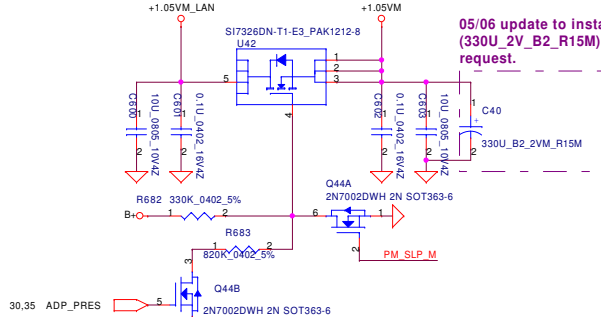 +1.05VM_LAN
+1.05VM
SI7326DN-T1-E3_PAK1212-8
U42
05/06 update to insta
(330U_2V_B2_R15M)
request.
5
1
2
3
4
C600
10U_0805_10V4Z
1
2
C601
0.1U_0402_16V4Z
1
2
C602
0.1U_0402_16V4Z
1
2
C603
10U_0805_10V4Z
1
2
1
C40
+
2
330U_B2_2VM_R15M
Q44A
2N7002DWH 2N SOT363-6
R682 330K_0402_5%
B+
1
2
6
1
2
PM_SLP_M
R683
1
2
820K_0402_5%
3
Q44B
30,35 ADP_PRES
5
2N7002DWH 2N SOT363-6